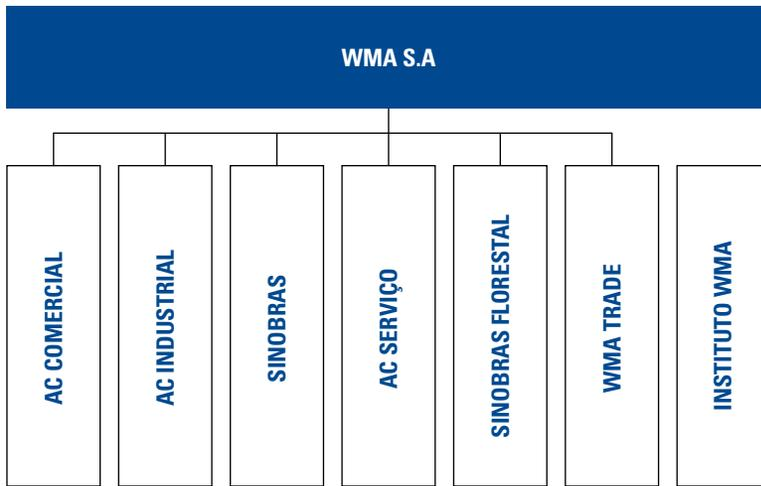 WMA S.A
AC COMERCIAL
AC INDUSTRIAL
SINOBRAS
AC SERVIÇO
SINOBRAS FLORESTAL
WMA TRADE
INSTITUTO WMA